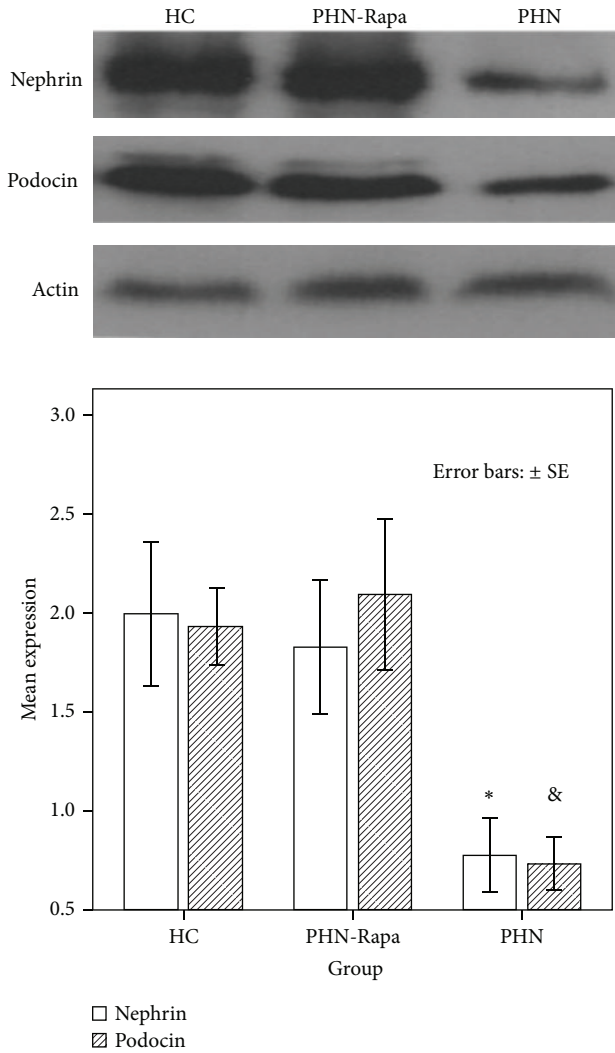 HC PHN-Rapa PHN
Nephrin
Podocin
Actin
3.0
Error bars: ± SE
2.5
2.0
Mean expression
1.5
1.0
* &
0.5
HC PHN-Rapa PHN
Group
Nephrin
Podocin